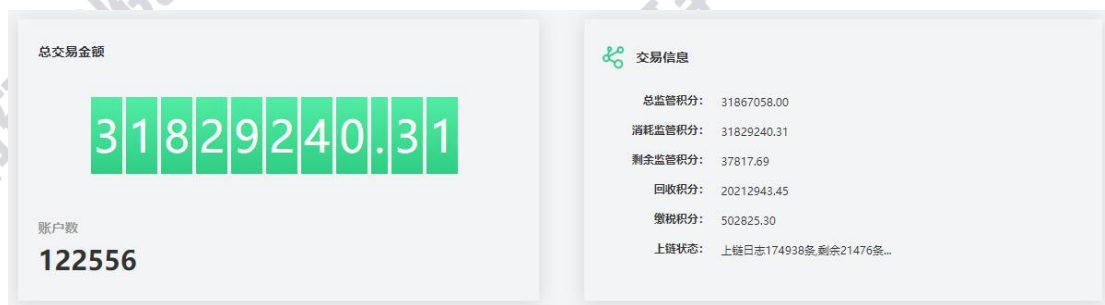 总交易金额
31829240.31
账户数
122556
交易信息
总监管积分： 31867058.00
消耗监管积分： 31829240.31
剩余监管积分： 37817.69
回收积分： 20212943.45
缴税积分： 502825.30
上链状态： 上链日志174938条,剩余21476条...